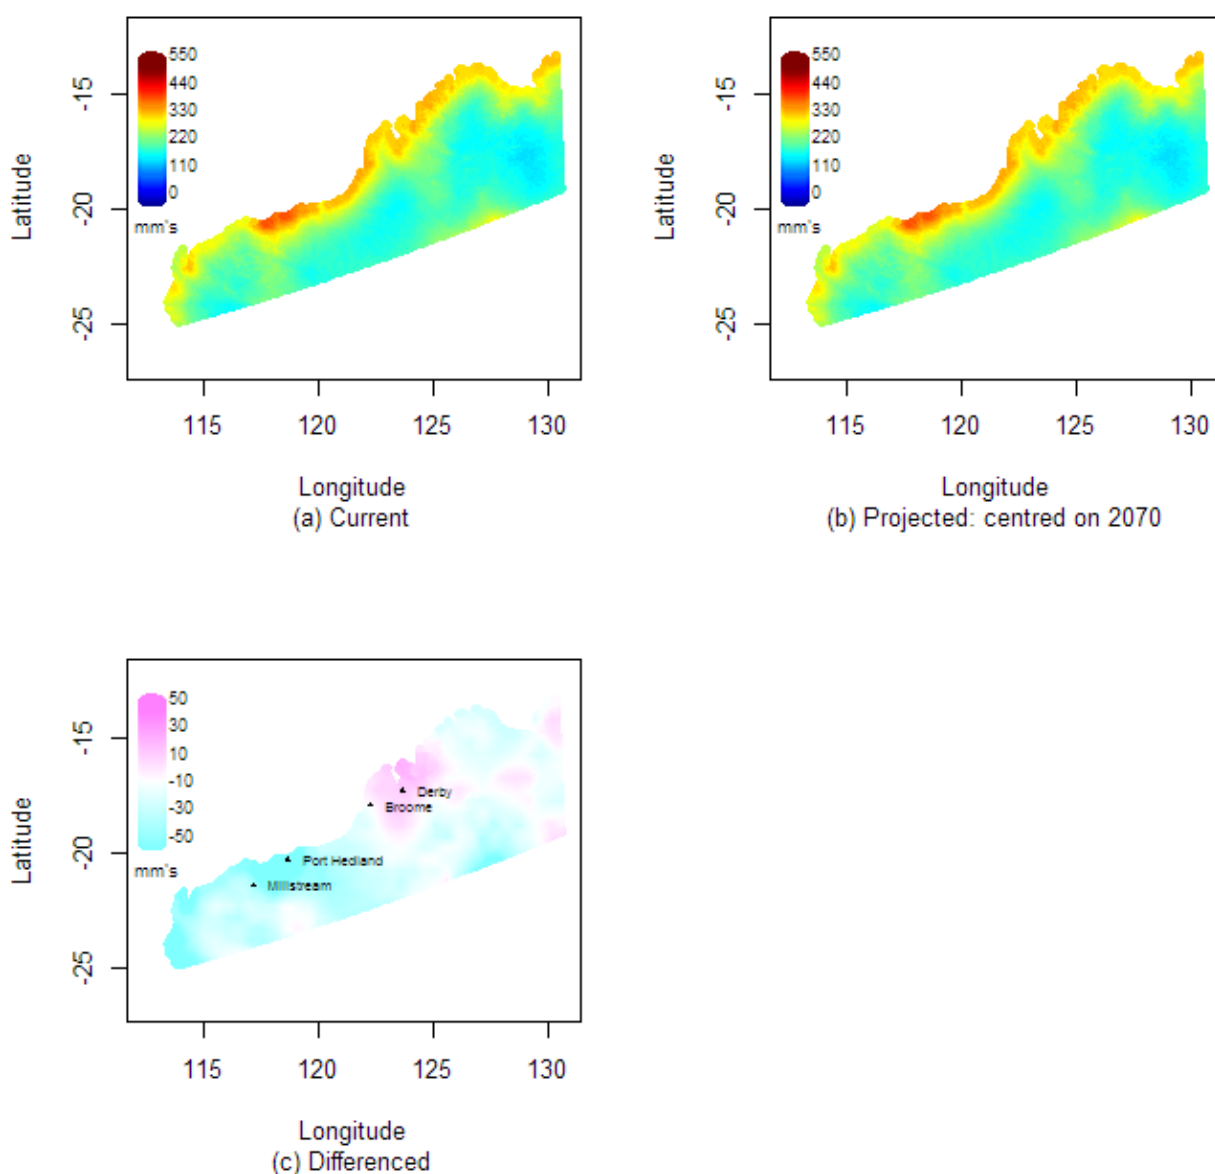 550
440
330
220
110
0
mm's
Latitude
-15
-20
-25
115
120
125
130
Longitude
(a) Current
550
440
330
220
110
0
mm's
Latitude
-15
-20
-25
115
120
125
130
Longitude
(b) Projected: centred on 2070
50
30
10
-10
-30
-50
mm's
Latitude
-15
-20
-25
Derby
Broome
Port Hedland
Millstream
115
120
125
130
Longitude
(c) Differenced